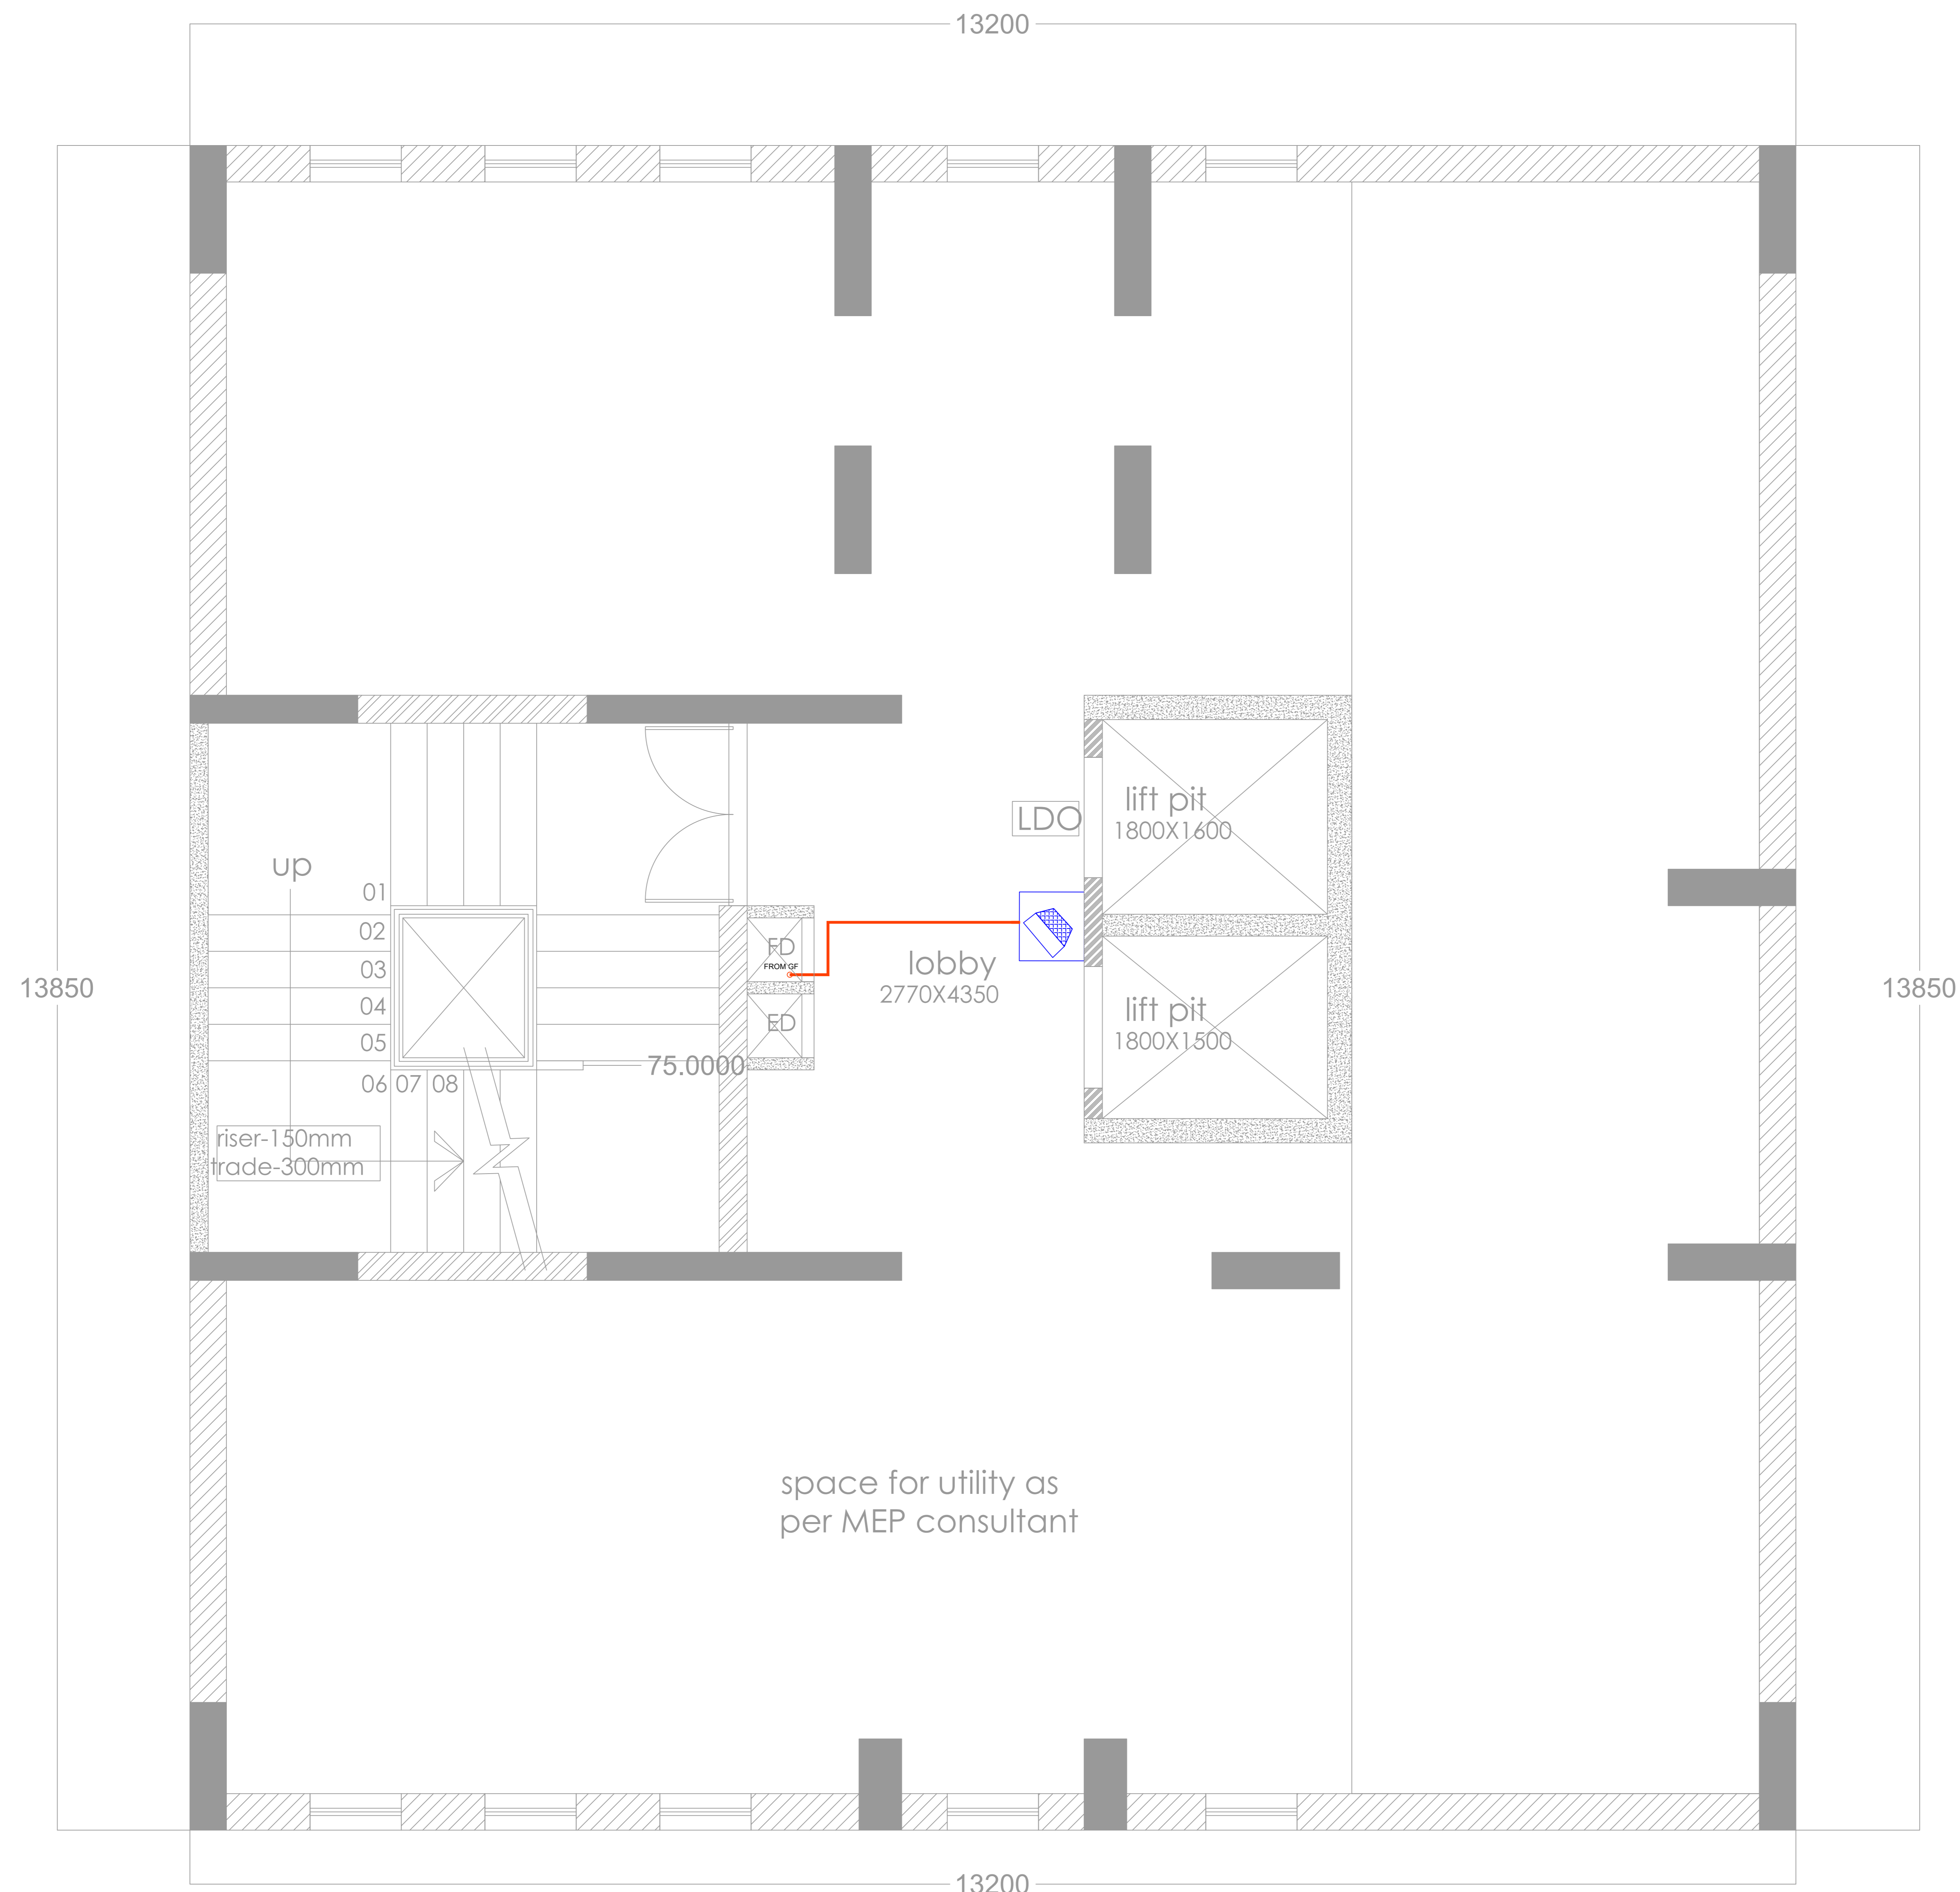 13200
lift pit
1800X1600
LDO
up
01
02
03
04
05
06 07 08
FD
FROM GF
ED
lobby
2770X4350
13850
13850
lift pit
1800X1500
75.0000
riser-150mm
trade-300mm
space for utility as
per MEP consultant
13200